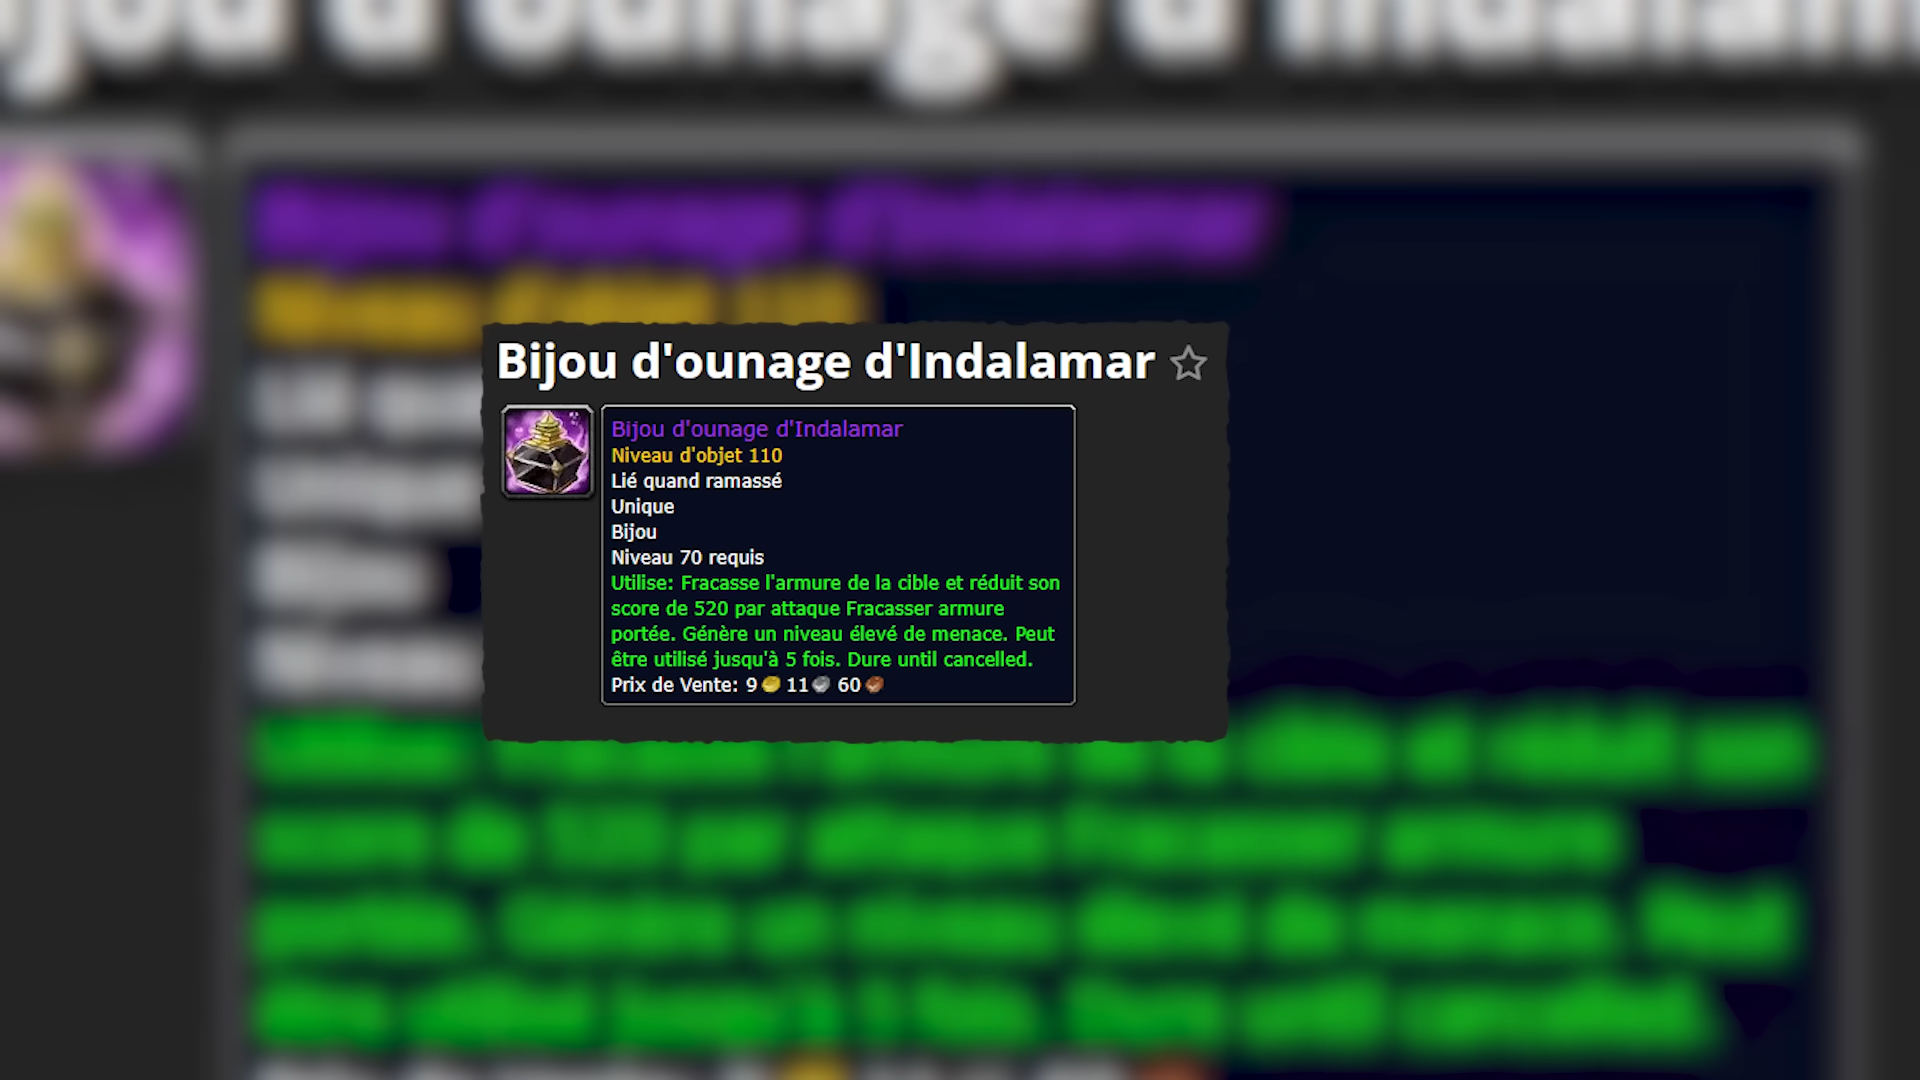 Bijou d'ounage d'Indalamar
Bijou d'ounage d'Indalamar
Niveau d'objet 110
Lié quand ramassé
Unique
Bijou
Niveau 70 requis
Utilise: Fracasse l'armure de la cible et réduit son
score de 520 par attaque Fracasser armure
portée. Génère un niveau élevé de menace. Peut
être utilisé jusqu'à 5 fois. Dure until cancelled.
Prix de Vente: 9 11 60